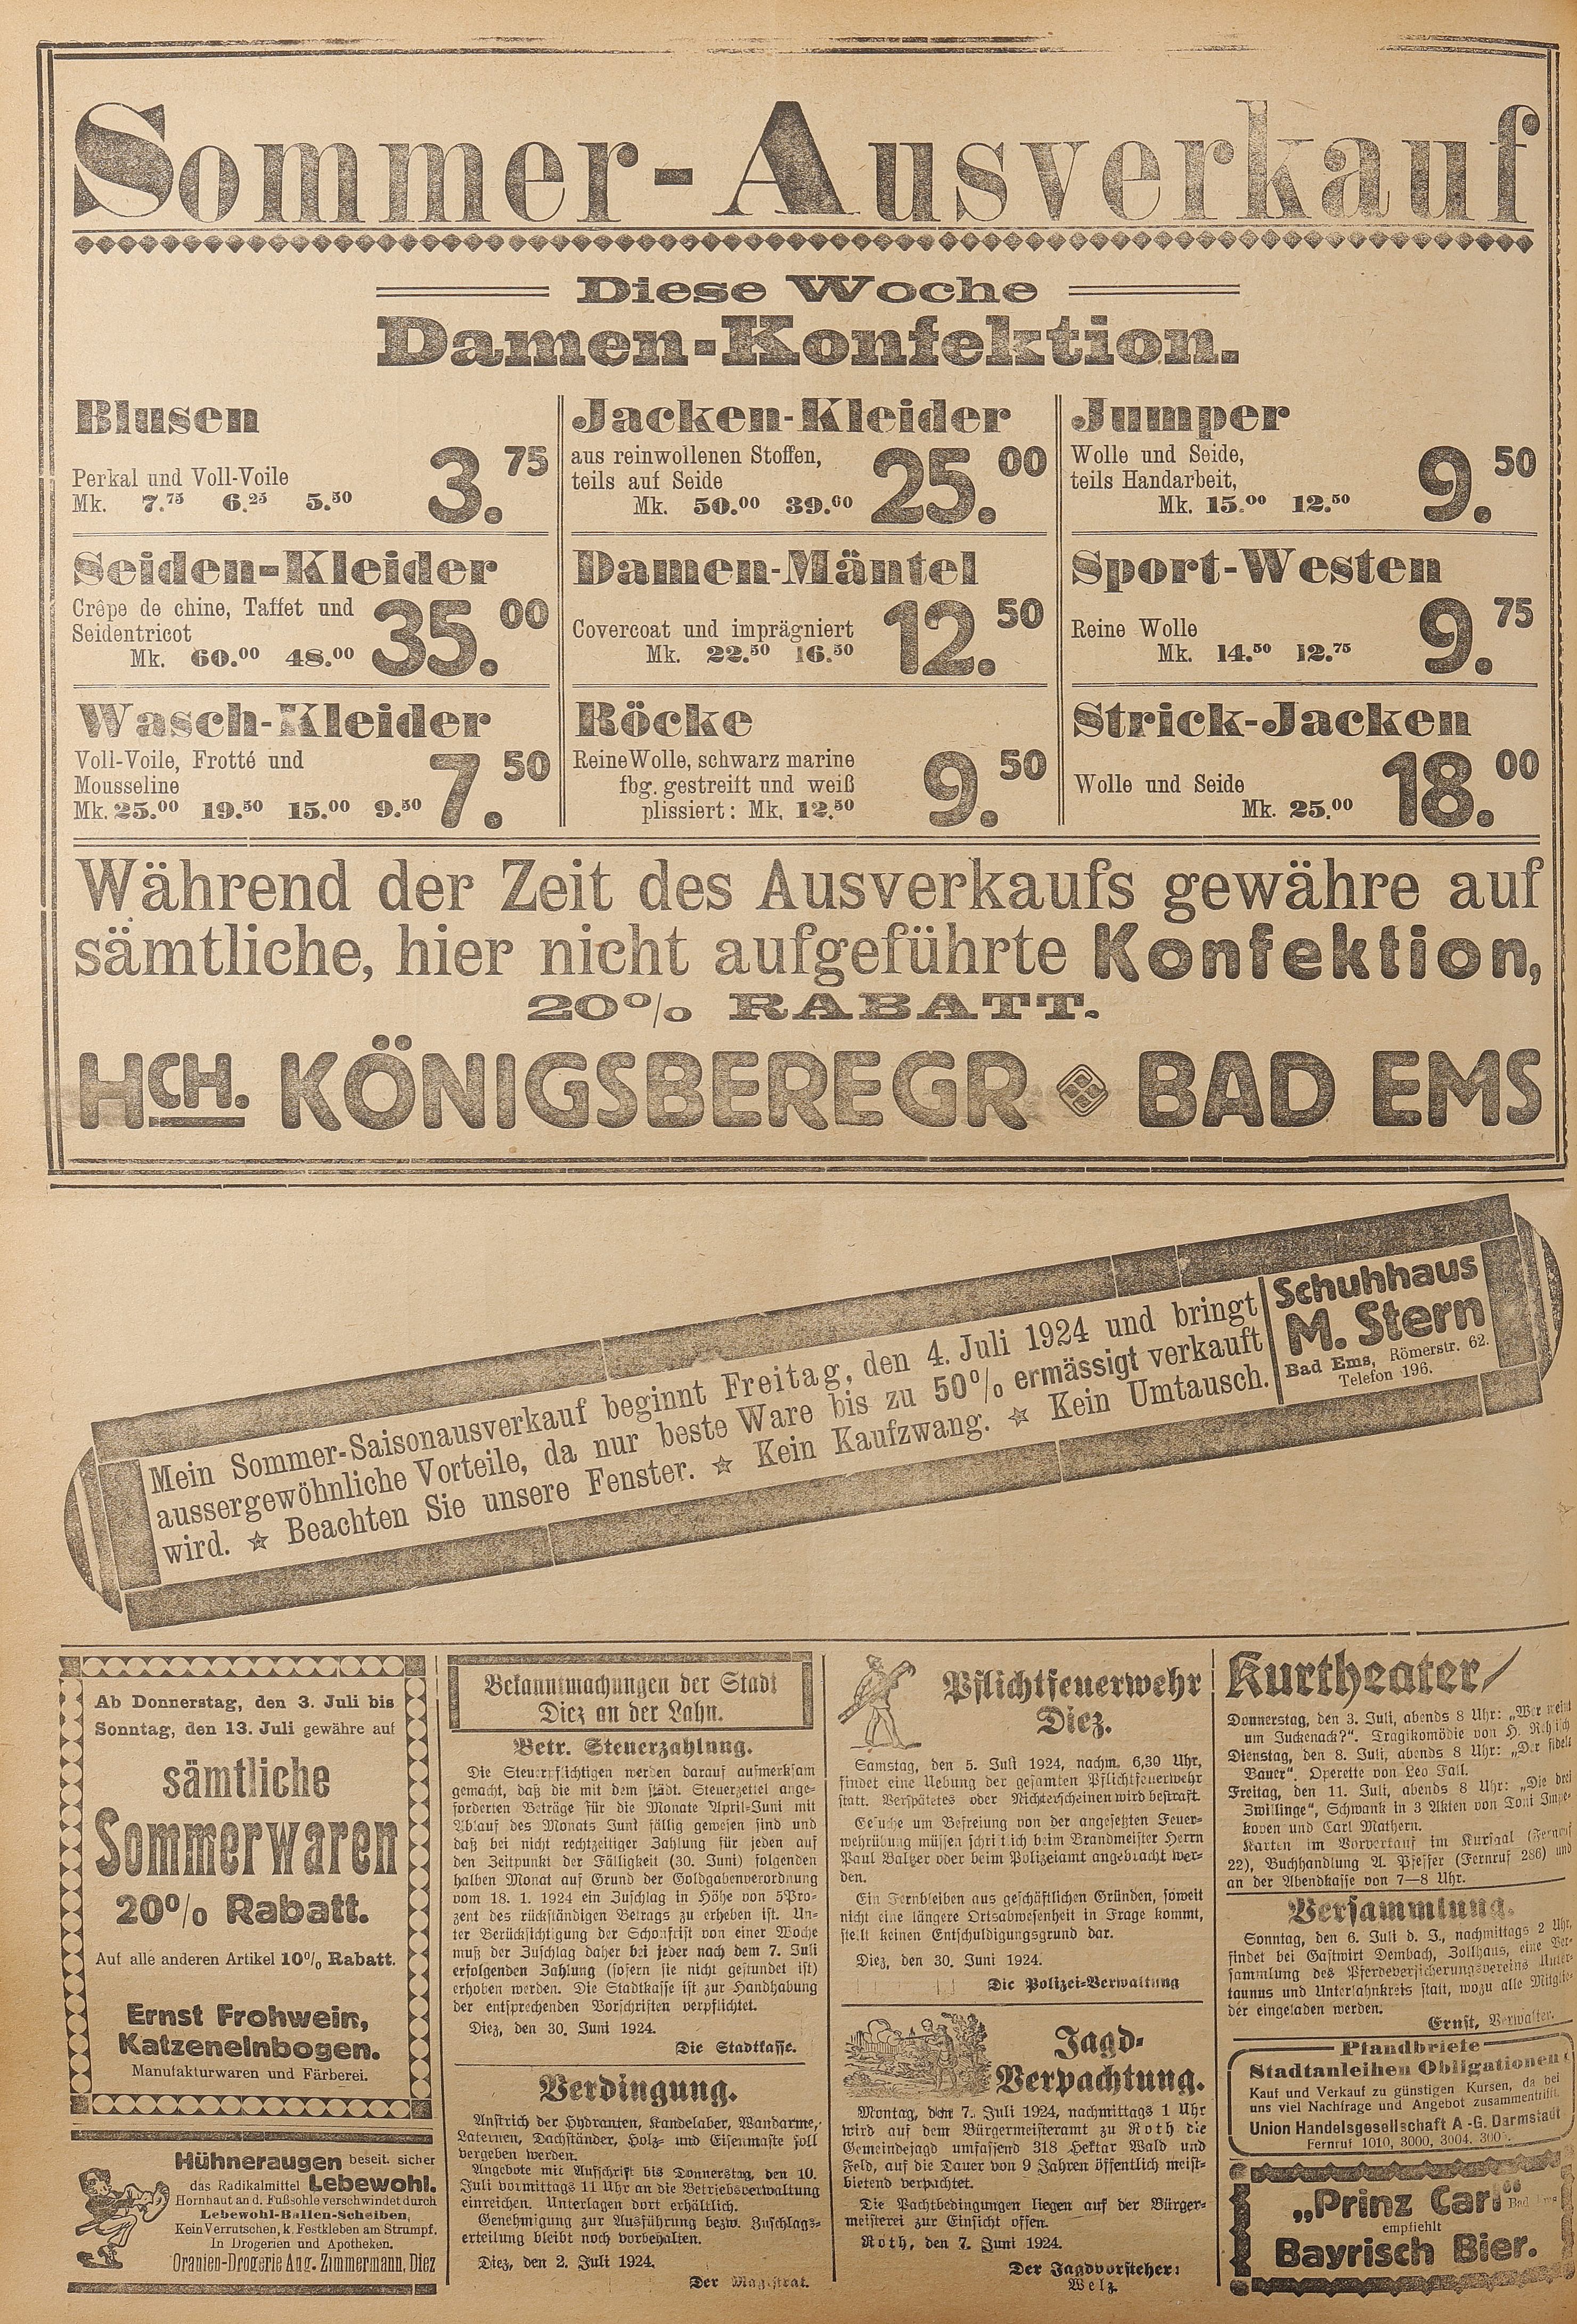 Sommer-Ausverkauf
Diese Woche
Damen-Konfektion.
Blusen
Perkal und Voll-Voile
Mk. 7.75 6.25 5.50
3.75
Seiden-Kleider
Crêpe de chine, Taffet und
Seidentricot
Mk. 60.00 48.00
35.00
Wasch-Kleider
Voll-Voile, Frotté und
Mousseline
Mk. 25.00 19.50 15.00 9.50
7.50
Jacken-Kleider
aus reinwollenen Stoffen,
teils auf Seide
Mk. 50.00 39.00
25.00
Damen-Mäntel
Covercoat und imprägniert
Mk. 22.50 16.50
12.50
Röcke
Reine Wolle, schwarz marine
fbg. gestreift und weiß
plissiert: Mk. 12.50
9.50
Jumper
Wolle und Seide,
teils Handarbeit,
Mk. 15.00 12.50
9.50
Sport-Westen
Reine Wolle
Mk. 14.50 12.75
9.75
Strick-Jacken
Wolle und Seide
Mk. 25.00
18.00
Während der Zeit des Ausverkaufs gewähre auf
sämtliche, hier nicht aufgeführte Konfektion,
20% RABATT.
HCH. KÖNIGSBEREGR BAD EMS
Mein Sommer-Saisonausverkauf beginnt Freitag, den 4. Juli 1924 und bringt
aussergewöhnliche Vorteile, da nur beste Ware bis zu 50% ermässigt verkauft
wird. ☆ Beachten Sie unsere Fenster. ☆ Kein Kaufzwang. ☆ Kein Umtausch.
Schuhhaus
M. Stern
Bad Ems, Römerstr. 62.
Telefon 196.
Ab Donnerstag, den 3. Juli bis
Sonntag, den 13. Juli gewähre auf
sämtliche
Sommerwaren
20% Rabatt.
Auf alle anderen Artikel 10% Rabatt.
Ernst Frohwein,
Katzenelnbogen.
Manufakturwaren und Färberei.
Hühneraugen beseit. sicher
das Radikalmittel Lebewohl.
Hornhaut an d. Fußsohle verschwindet durch
Lebewohl-Ballen-Scheiben,
Kein Verrutschen, k. Festkleben am Strumpf.
In Drogerien und Apotheken.
Oranien-Drogerie Aug. Zimmermann, Diez
Bekanntmachungen der Stadt
Diez an der Lahn.
Betr. Steuerzahlung.
Die Steuerpflichtigen werden darauf aufmerksam
gemacht, daß die mit dem städt. Steuerzettel ange-
forderten Beträge für die Monate April-Juni mit
Ablauf des Monats Juni fällig gewesen sind und
daß bei nicht rechtzeitiger Zahlung für jeden auf
den Zeitpunkt der Fälligkeit (30. Juni) folgenden
halben Monat auf Grund der Goldgabenverordnung
vom 18. 1. 1924 ein Zuschlag in Höhe von 5 Pro-
zent des rückständigen Betrags zu erheben ist. Un-
ter Berücksichtigung der Schonfrist von einer Woche
muß der Zuschlag daher bei jeder nach dem 7. Juli
erfolgenden Zahlung (sofern sie nicht gestundet ist)
erhoben werden. Die Stadtkasse ist zur Handhabung
der entsprechenden Vorschriften verpflichtet.
Diez, den 30. Juni 1924.
Die Stadtkasse.
Verdingung.
Anstrich der Hydranten, Kandelaber, Wandarme,
Laternen, Dachständer, Holz- und Eisenmaste soll
vergeben werden.
Angebote mit Aufschrift bis Donnerstag, den 10.
Juli vormittags 11 Uhr an die Betriebsverwaltung
einreichen. Unterlagen dort erhältlich.
Genehmigung zur Ausführung bezw. Zuschlags-
erteilung bleibt noch vorbehalten.
Diez, den 2. Juli 1924.
Der Magistrat.
Pflichtfeuerwehr
Diez.
Samstag, den 5. Juli 1924, nachm. 6,30 Uhr,
findet eine Uebung der gesamten Pflichtfeuerwehr
statt. Verspätetes oder Nichterscheinen wird bestraft.
Gesuche um Befreiung von der angesetzten Feuer-
wehrübung müssen schriftlich beim Brandmeister Herrn
Paul Baltzer oder beim Polizeiamt angebracht wer-
den.
Ein Fernbleiben aus geschäftlichen Gründen, soweit
nicht eine längere Ortsabwesenheit in Frage kommt,
stellt keinen Entschuldigungsgrund dar.
Diez, den 30. Juni 1924.
Die Polizei-Verwaltung
Jagd-
Verpachtung.
Montag, den 7. Juli 1924, nachmittags 1 Uhr
wird auf dem Bürgermeisteramt zu Roth die
Gemeindejagd umfassend 318 Hektar Wald und
Feld, auf die Dauer von 9 Jahren öffentlich meist-
bietend verpachtet.
Die Pachtbedingungen liegen auf der Bürger-
meisterei zur Einsicht offen.
Roth, den 7. Juni 1924.
Der Jagdvorsteher:
Welz.
Kurtheater
Donnerstag, den 3. Juli, abends 8 Uhr: „Wer weint
um Juckenack?“. Tragikomödie von H. Rehfisch
Dienstag, den 8. Juli, abends 8 Uhr: „Der fidele
Bauer“. Operette von Leo Fall.
Freitag, den 11. Juli, abends 8 Uhr: „Die drei
Zwillinge“, Schwank in 3 Akten von Toni Impe-
koven und Carl Mathern.
Karten im Vorverkauf im Kursaal (Fernruf
22), Buchhandlung A. Pfeffer (Fernruf 286) und
an der Abendkasse von 7—8 Uhr.
Versammlung.
Sonntag, den 6. Juli d. J., nachmittags 2 Uhr,
findet bei Gastwirt Dembach, Zollhaus, eine Ver-
sammlung des Pferdeversicherungsvereins Unter-
taunus und Unterlahnkreis statt, wozu alle Mitglie-
der eingeladen werden.
Ernst, Verwalter.
Pfandbriefe
Stadtanleihen Obligationen
Kauf und Verkauf zu günstigen Kursen, da bei
uns viel Nachfrage und Angebot zusammentrifft.
Union Handelsgesellschaft A.-G. Darmstadt
Fernruf 1010, 3000, 3004,
„Prinz Carl“ Bad Ems
empfiehlt
Bayrisch Bier.